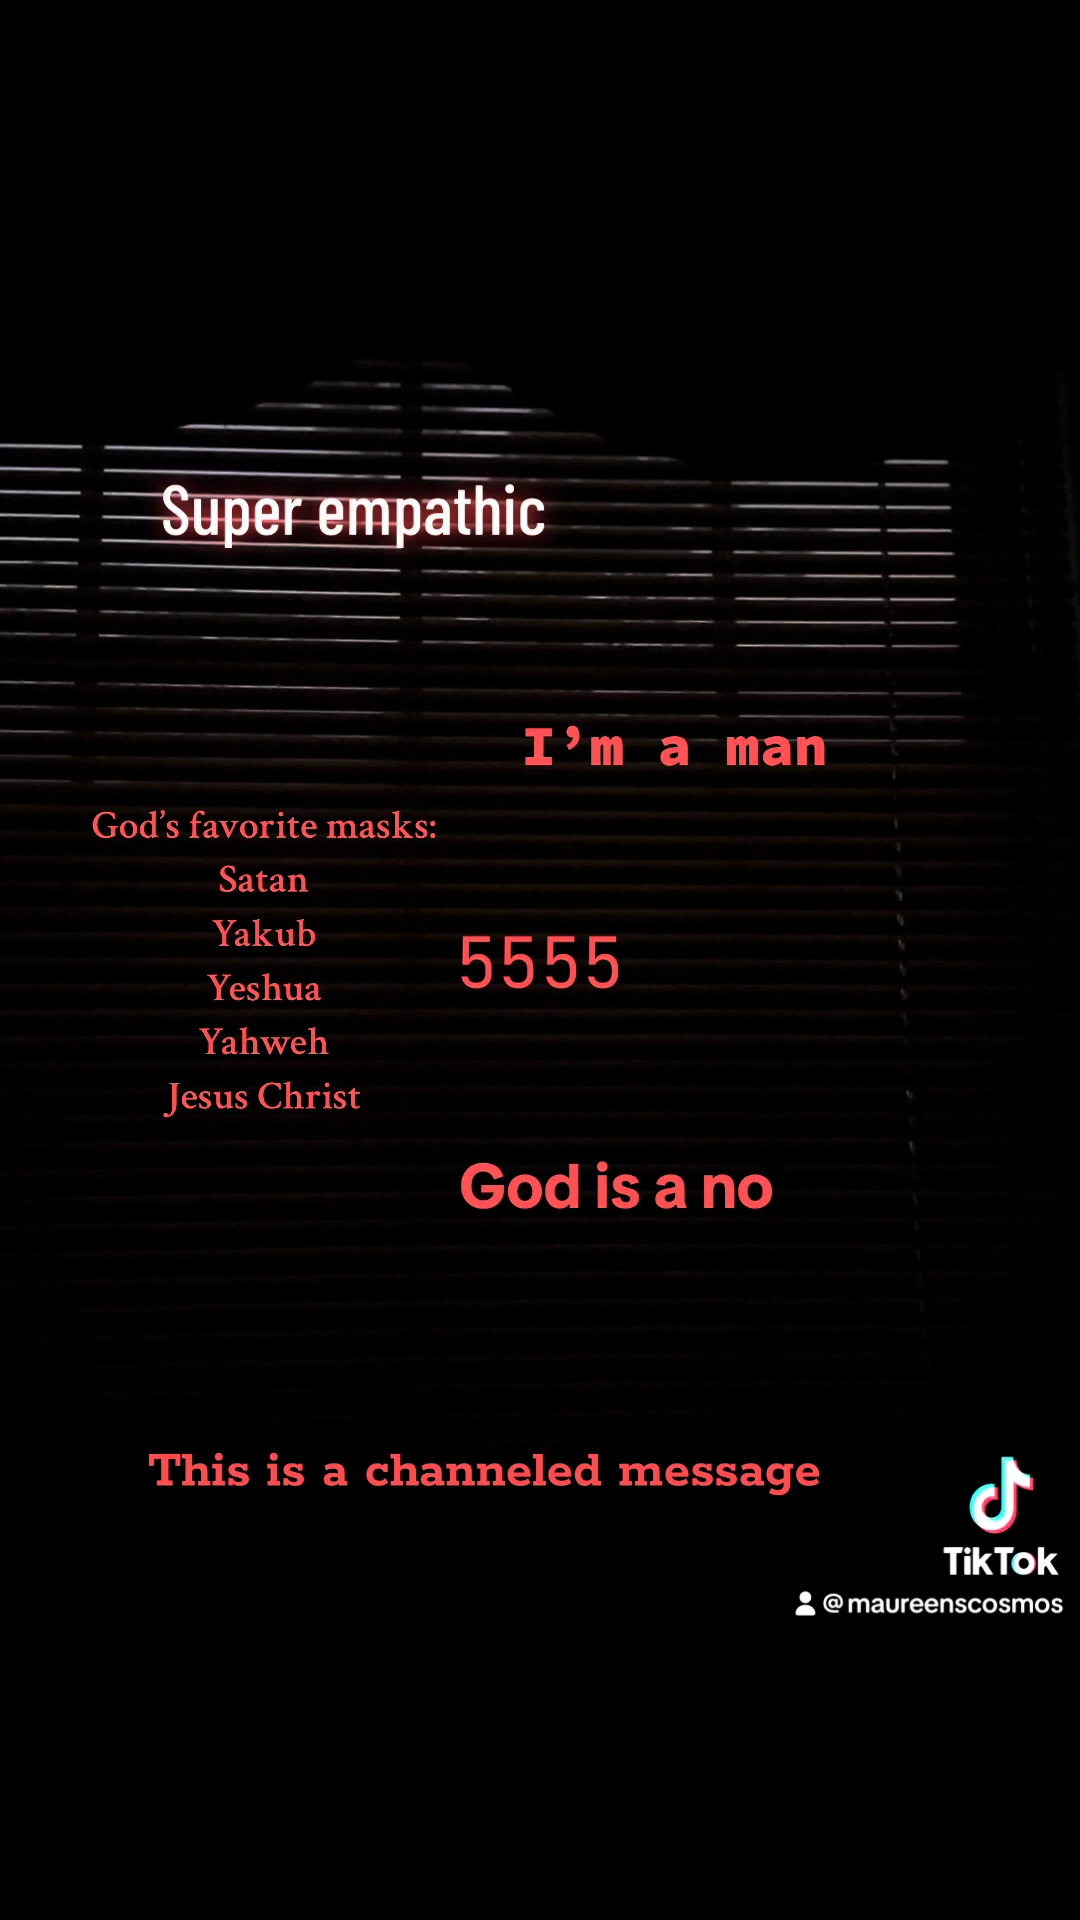 Super empathic
I’m a man
God’s favorite masks:
Satan
Yakub
5555
Yeshua
Yahweh
Jesus Christ
God is a no
This is a channeled message
TikTok
@maureenscosmos